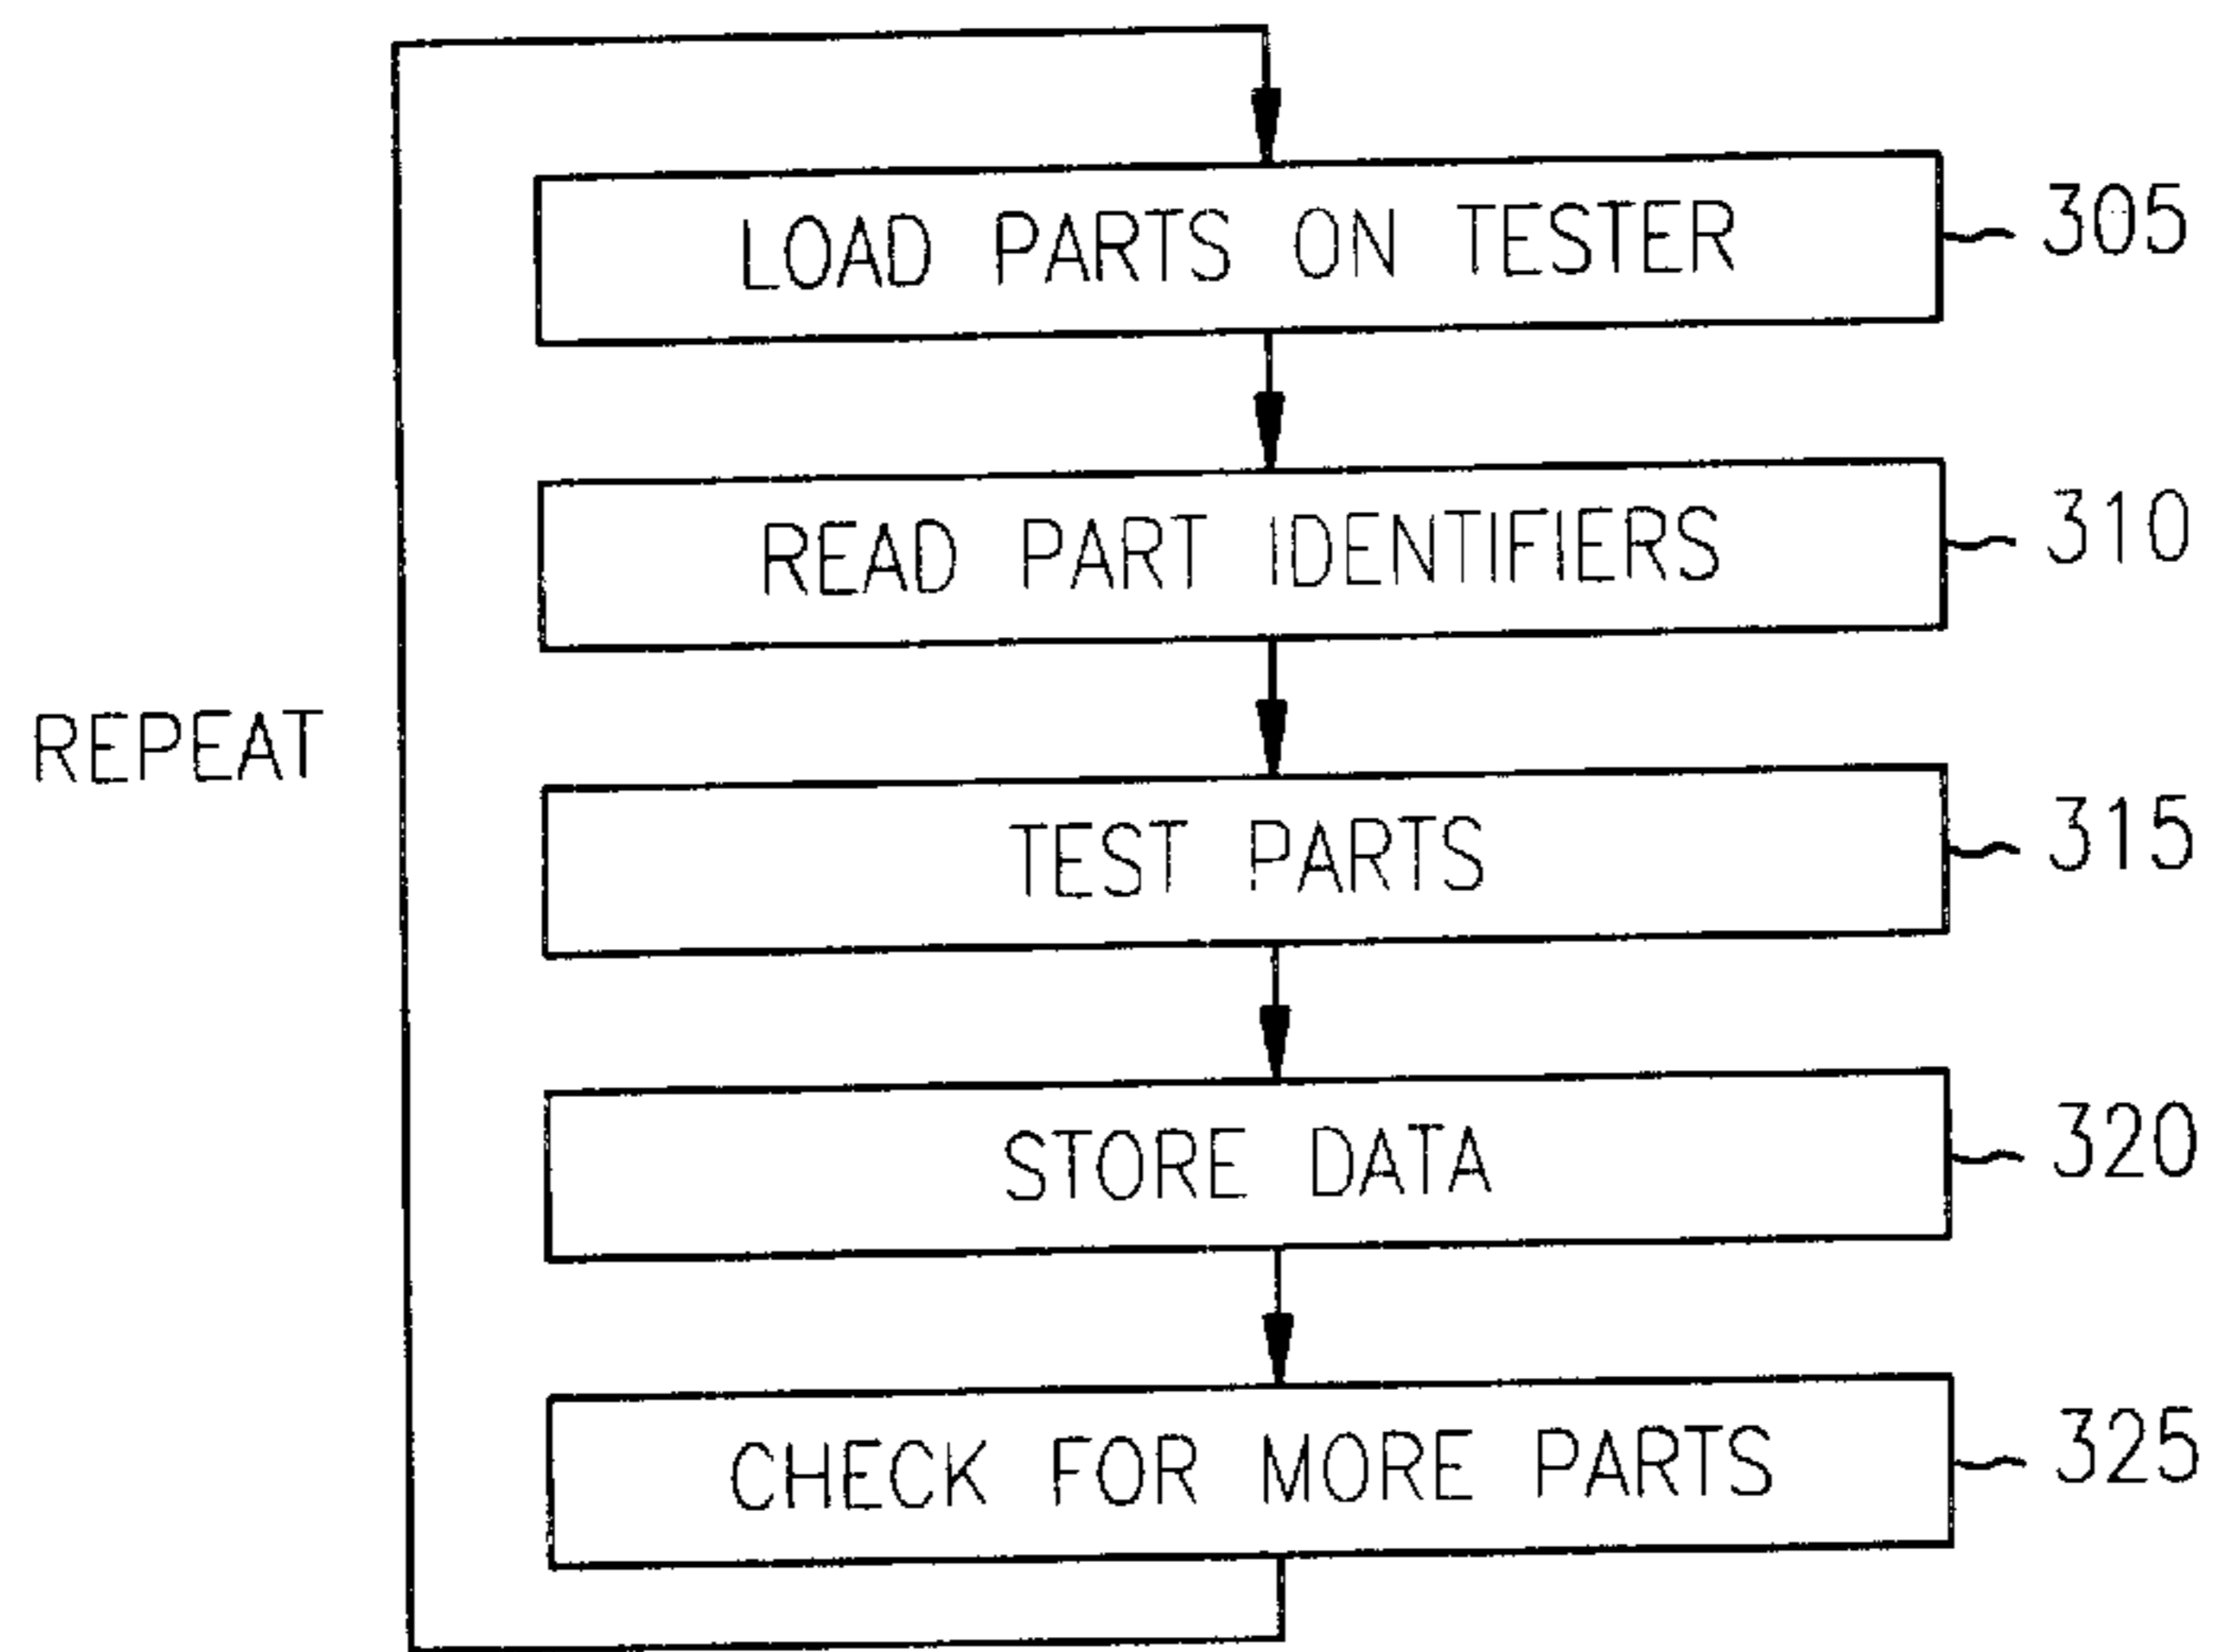 LOAD PARTS ON TESTER 305
READ PART IDENTIFIERS 310
REPEAT
TEST PARTS 315
STORE DATA 320
CHECK FOR MORE PARTS 325